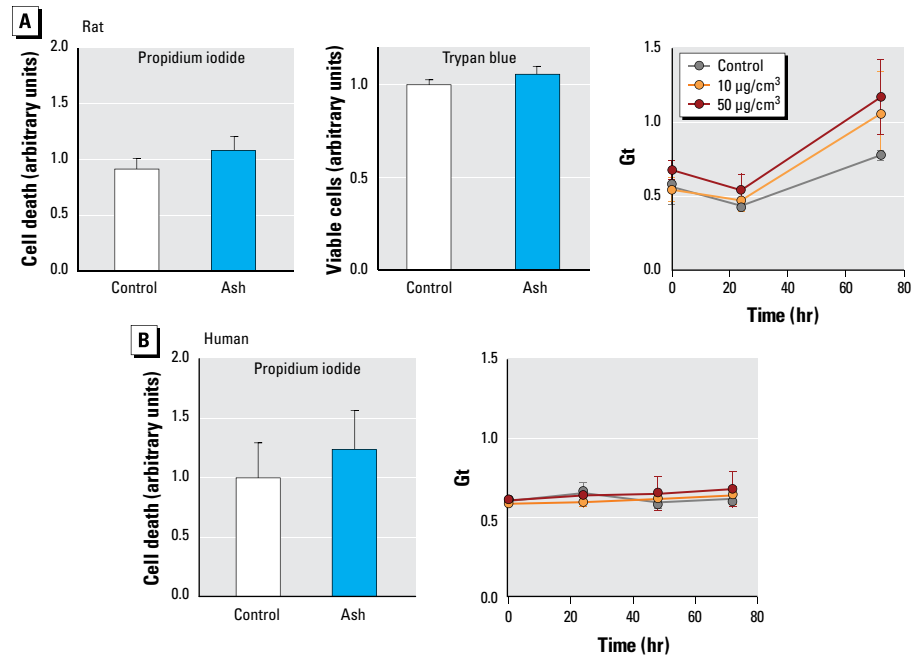 A
Rat
Cell death (arbitrary units)
2.0
1.5
1.0
0.5
0.0
Propidium iodide
Control
Ash
Viable cells (arbitrary units)
1.0
0.5
0.0
Trypan blue
Control
Ash
Gt
1.5
1.0
0.5
0.0
Control
10 µg/cm³
50 µg/cm³
0
20
40
60
80
Time (hr)
B
Human
Cell death (arbitrary units)
2.0
1.5
1.0
0.5
0.0
Propidium iodide
Control
Ash
Gt
1.5
1.0
0.5
0.0
0
20
40
60
80
Time (hr)